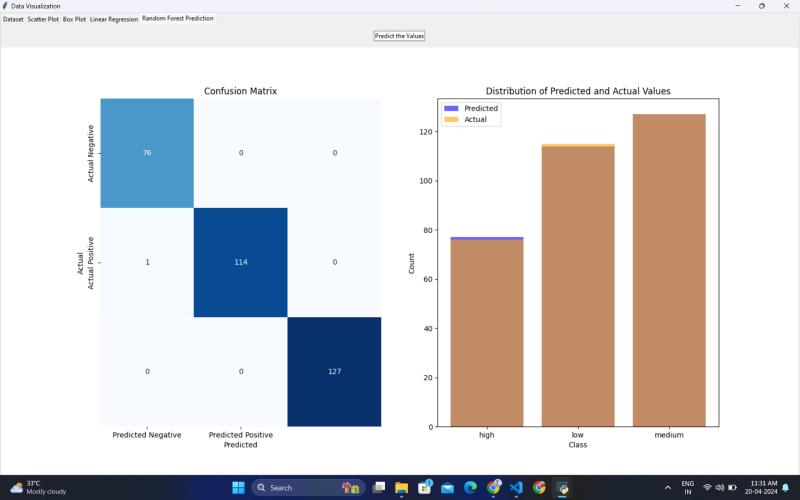 Data Visualization
Dataset Scatter Plot Box Plot Linear Regression Random Forest Prediction
Predict the Values
Confusion Matrix
Actual
Actual Negative
Actual Positive
76 0 0
1 114 0
0 0 127
Predicted Negative Predicted Positive
Predicted
Distribution of Predicted and Actual Values
Predicted
Actual
Count
120
100
80
60
40
20
0
high low medium
Class
33°C
Mostly cloudy
Search
ENG
IN
11:31 AM
20-04-2024